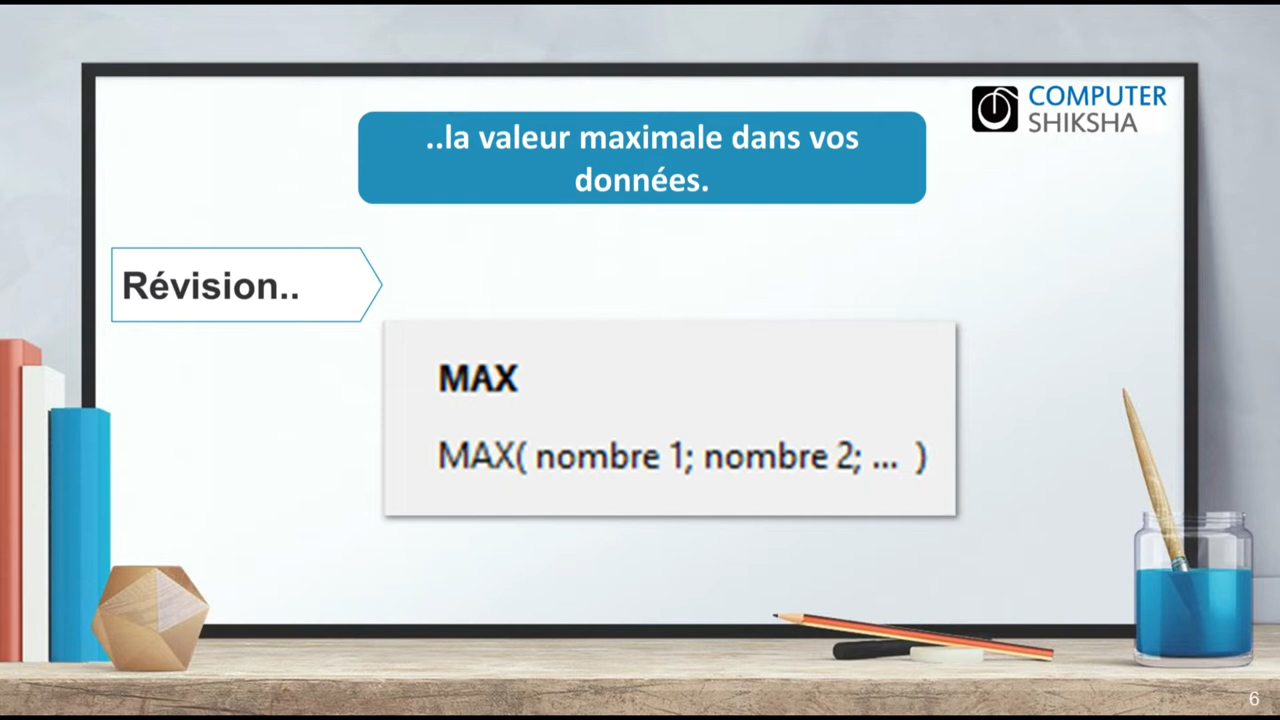 COMPUTER
SHIKSHA
..la valeur maximale dans vos
données.
Révision..
MAX
MAX( nombre 1; nombre 2; ... )
6